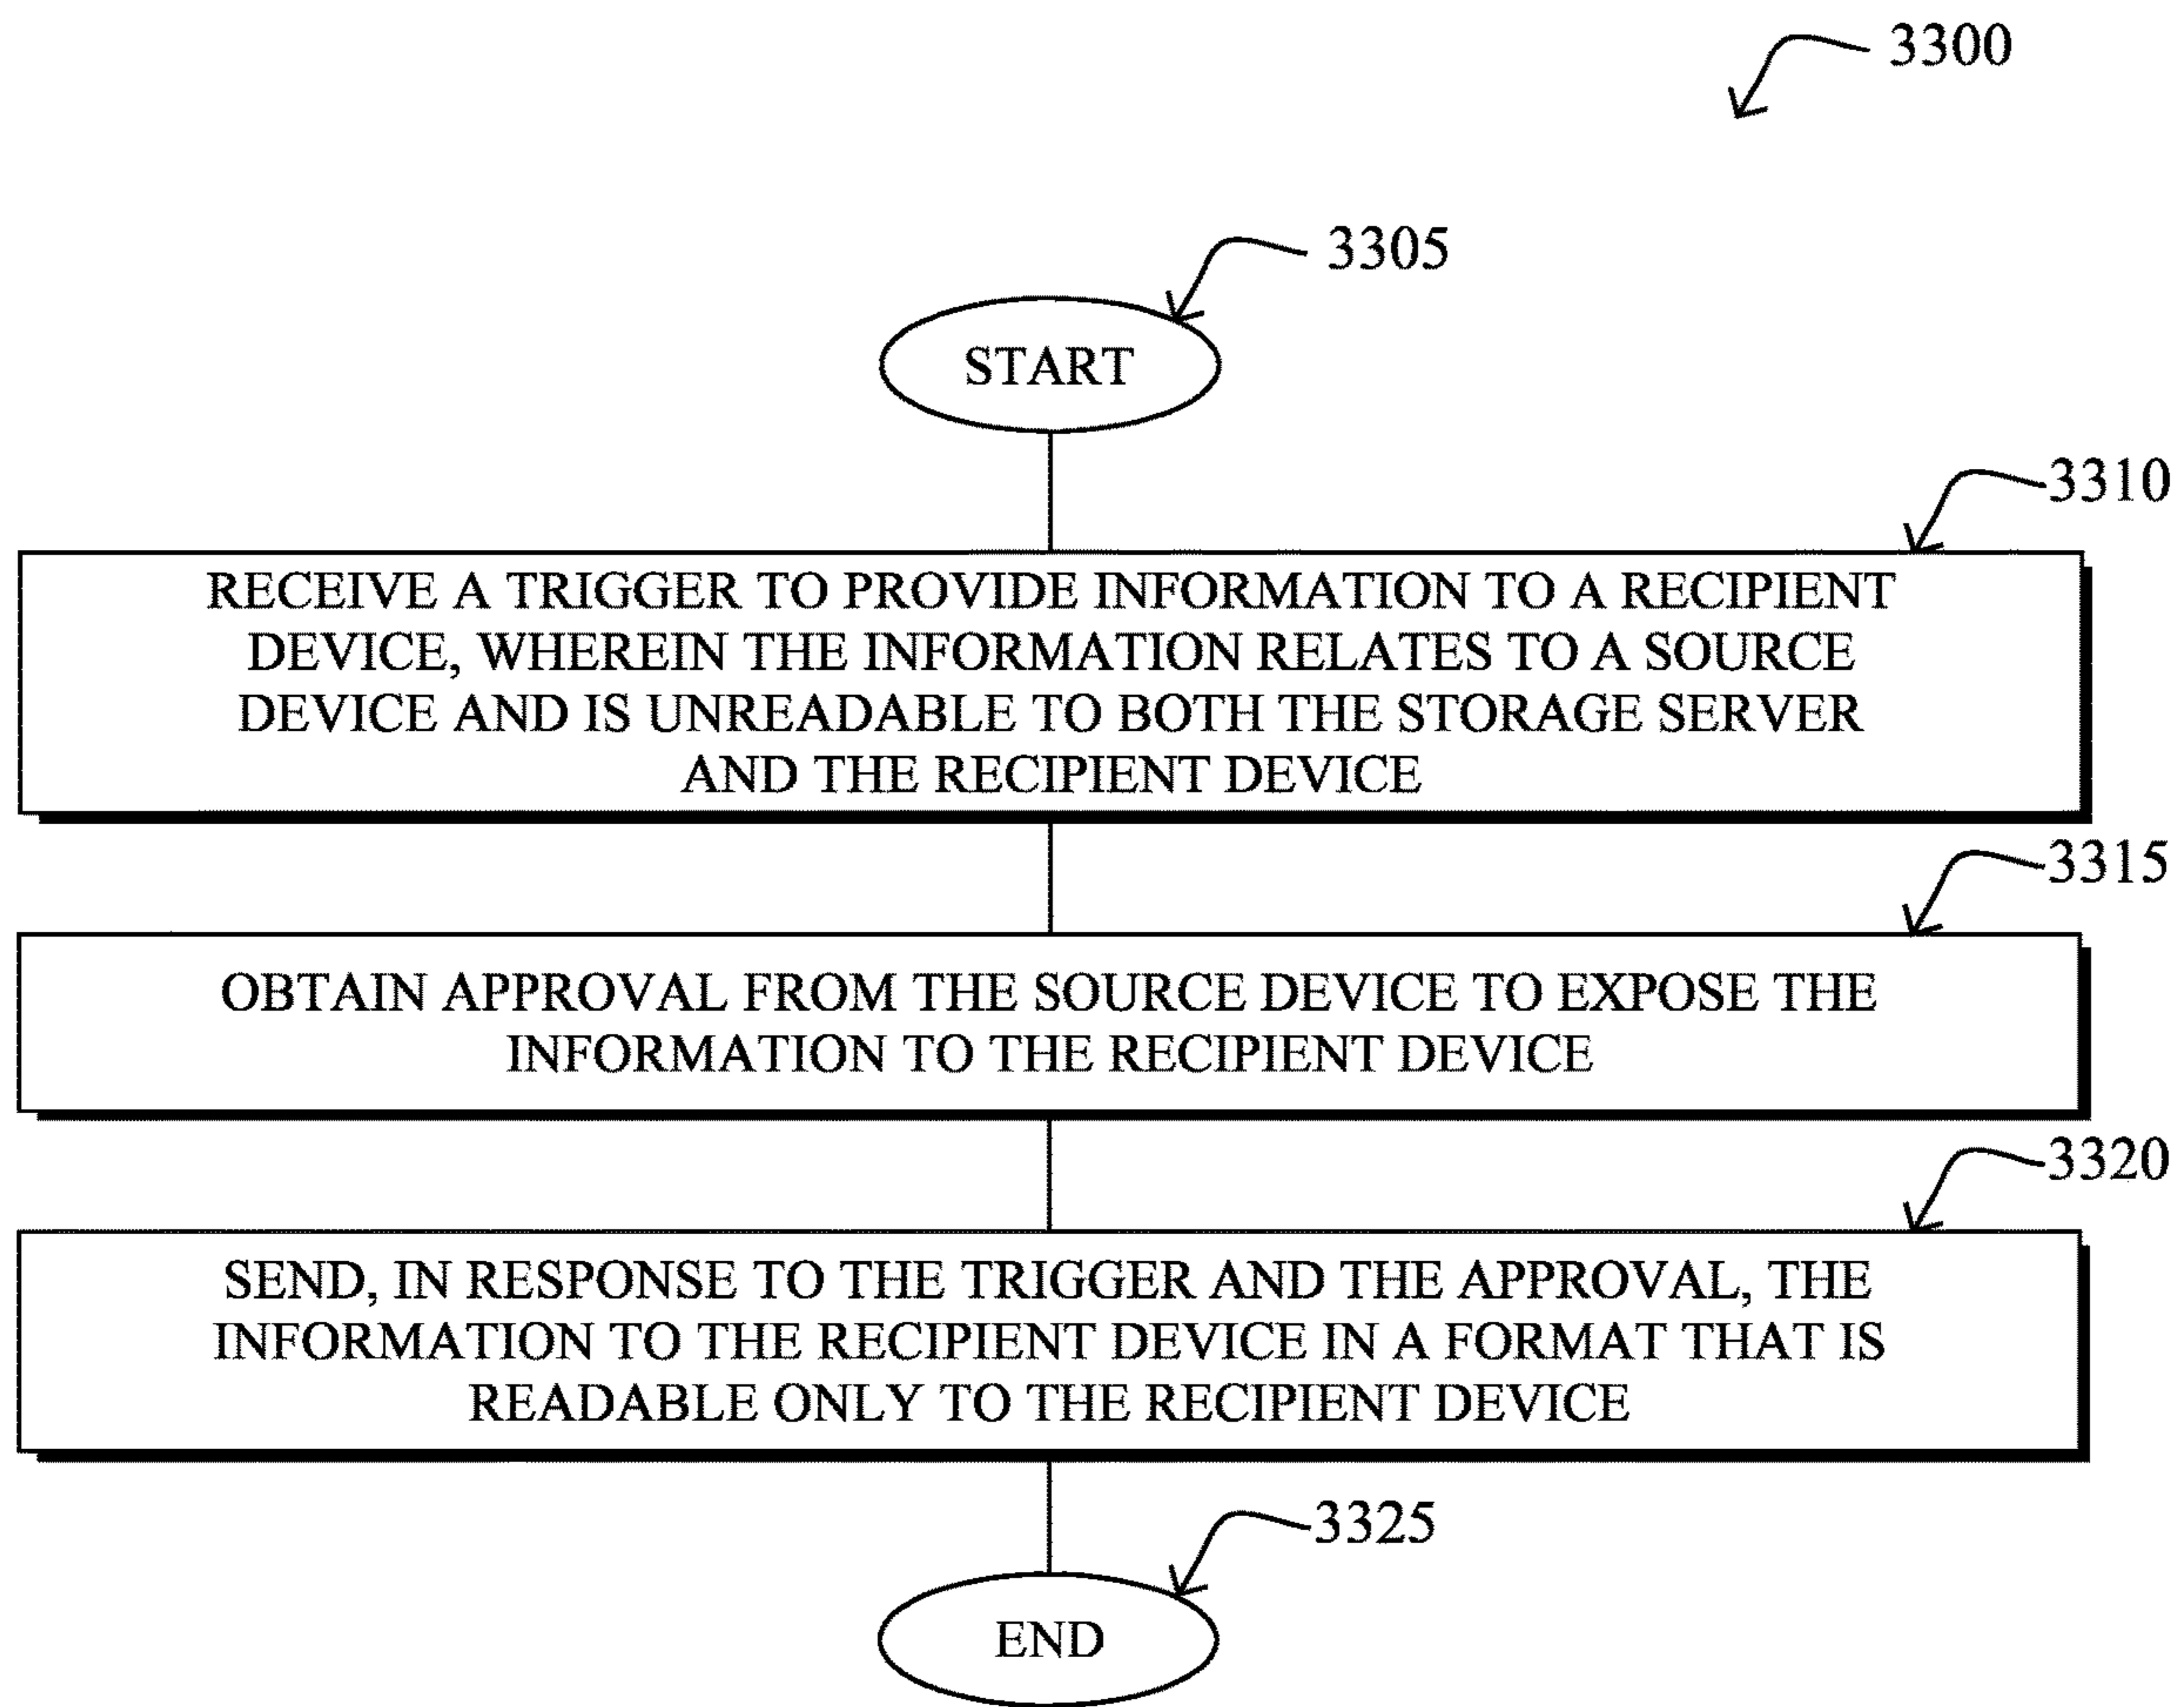 3300
3305
START
3310
RECEIVE A TRIGGER TO PROVIDE INFORMATION TO A RECIPIENT
DEVICE, WHEREIN THE INFORMATION RELATES TO A SOURCE
DEVICE AND IS UNREADABLE TO BOTH THE STORAGE SERVER
AND THE RECIPIENT DEVICE
3315
OBTAIN APPROVAL FROM THE SOURCE DEVICE TO EXPOSE THE
INFORMATION TO THE RECIPIENT DEVICE
3320
SEND, IN RESPONSE TO THE TRIGGER AND THE APPROVAL, THE
INFORMATION TO THE RECIPIENT DEVICE IN A FORMAT THAT IS
READABLE ONLY TO THE RECIPIENT DEVICE
3325
END